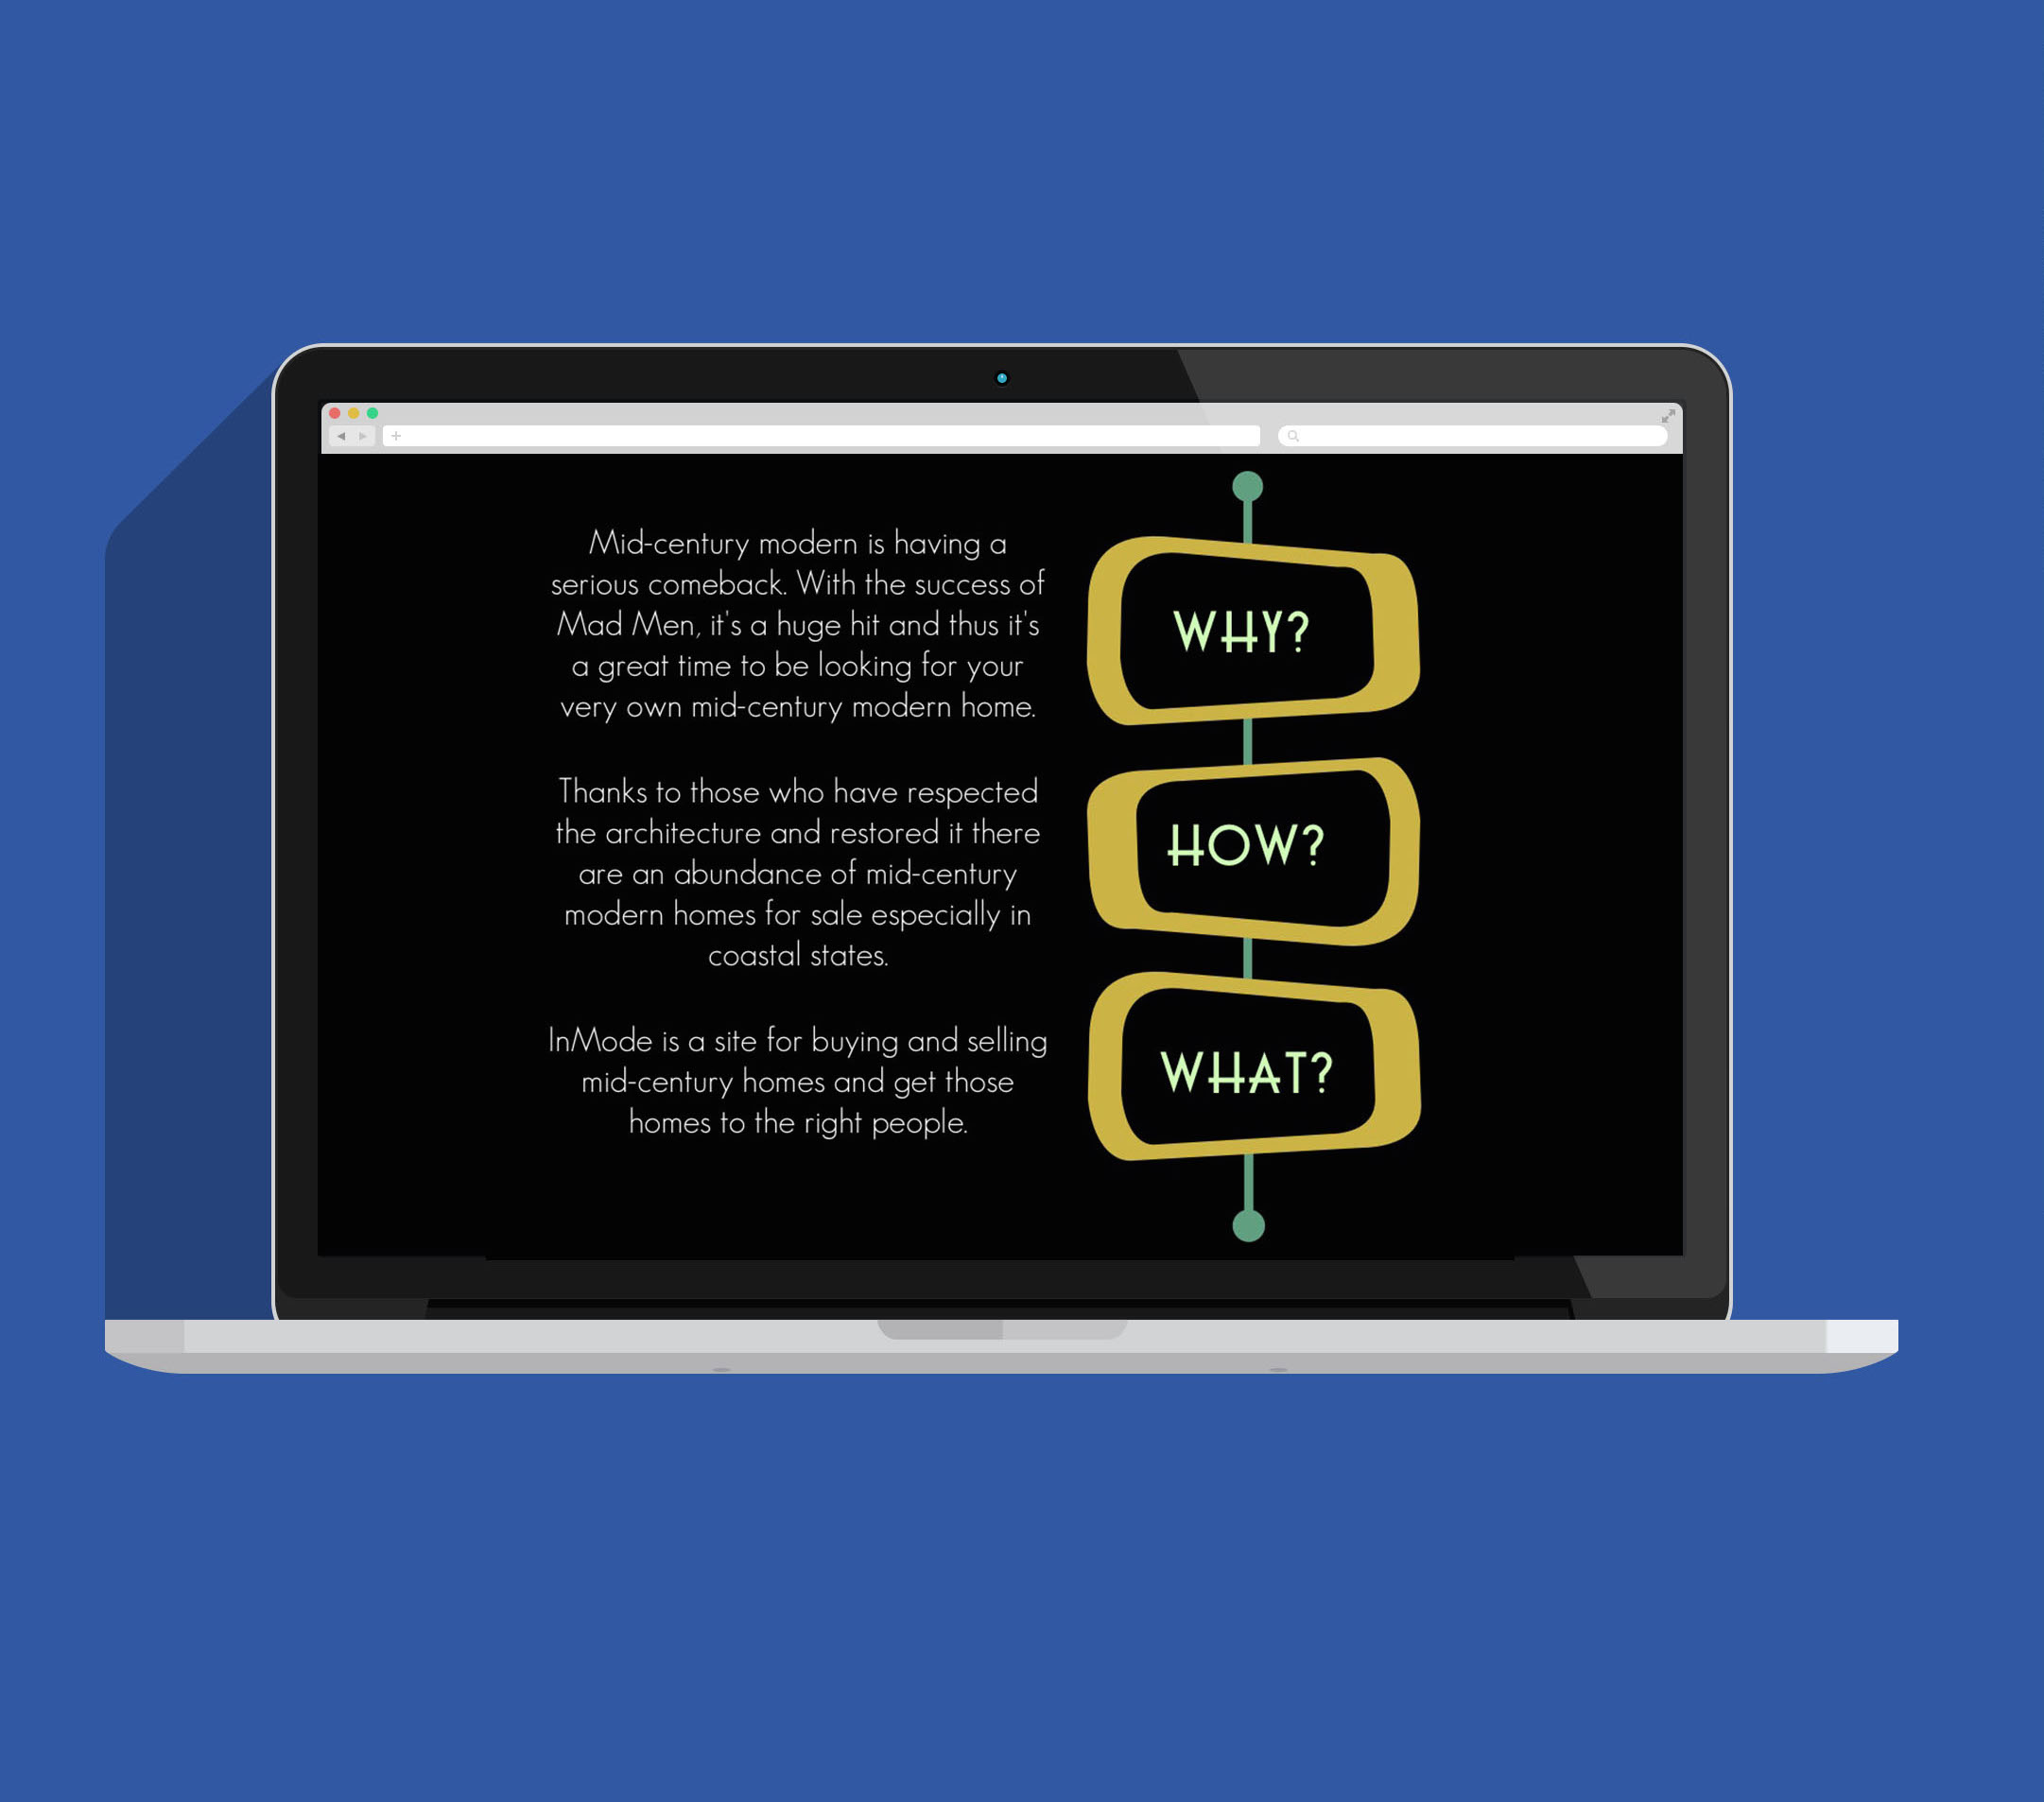 Mid-century modern is having a
serious comeback. With the success of
Mad Men, it's a huge hit and thus it's
a great time to be looking for your
very own mid-century modern home.
WHY?
Thanks to those who have respected
the architecture and restored it there
are an abundance of mid-century
modern homes for sale especially in
coastal states.
HOW?
InMode is a site for buying and selling
mid-century homes and get those
homes to the right people.
WHAT?